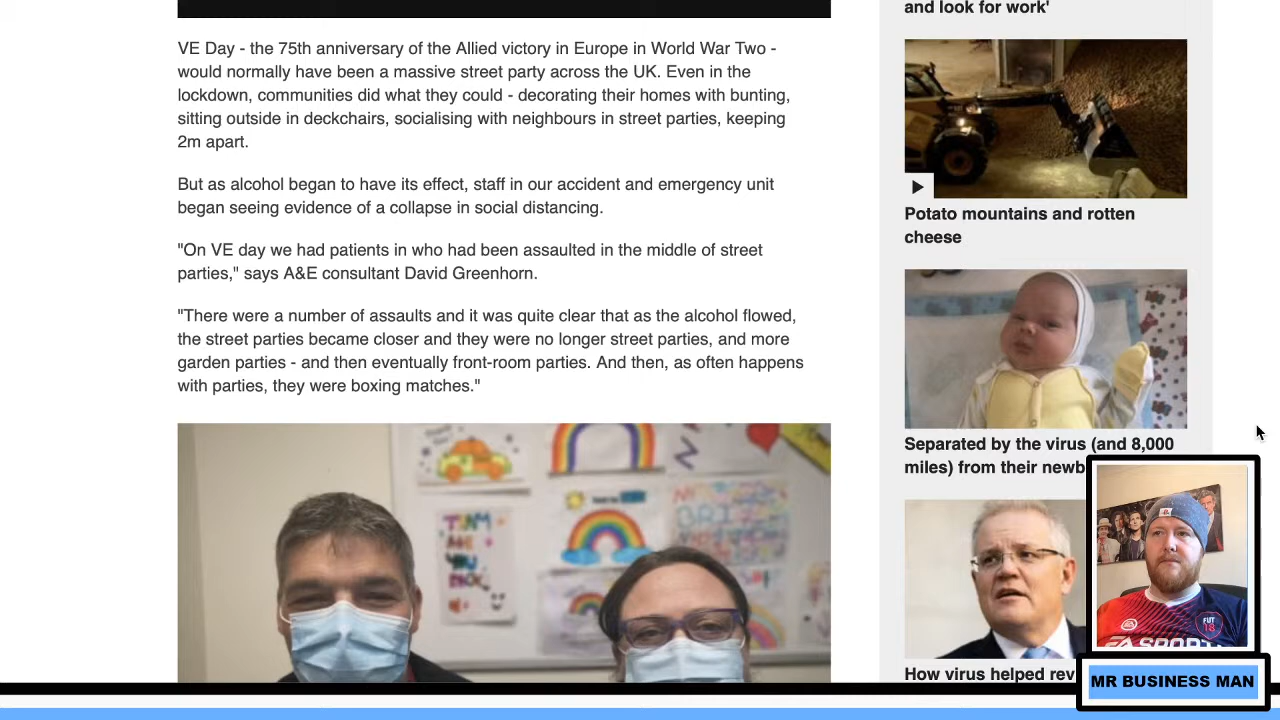 VE Day - the 75th anniversary of the Allied victory in Europe in World War Two -
would normally have been a massive street party across the UK. Even in the
lockdown, communities did what they could - decorating their homes with bunting,
sitting outside in deckchairs, socialising with neighbours in street parties, keeping
2m apart.
But as alcohol began to have its effect, staff in our accident and emergency unit
began seeing evidence of a collapse in social distancing.
"On VE day we had patients in who had been assaulted in the middle of street
parties," says A&E consultant David Greenhorn.
"There were a number of assaults and it was quite clear that as the alcohol flowed,
the street parties became closer and they were no longer street parties, and more
garden parties - and then eventually front-room parties. And then, as often happens
with parties, they were boxing matches."
and look for work'
Potato mountains and rotten
cheese
Separated by the virus (and 8,000
miles) from their newb
How virus helped rev
FUT
18
EA SPORT
MR BUSINESS MAN